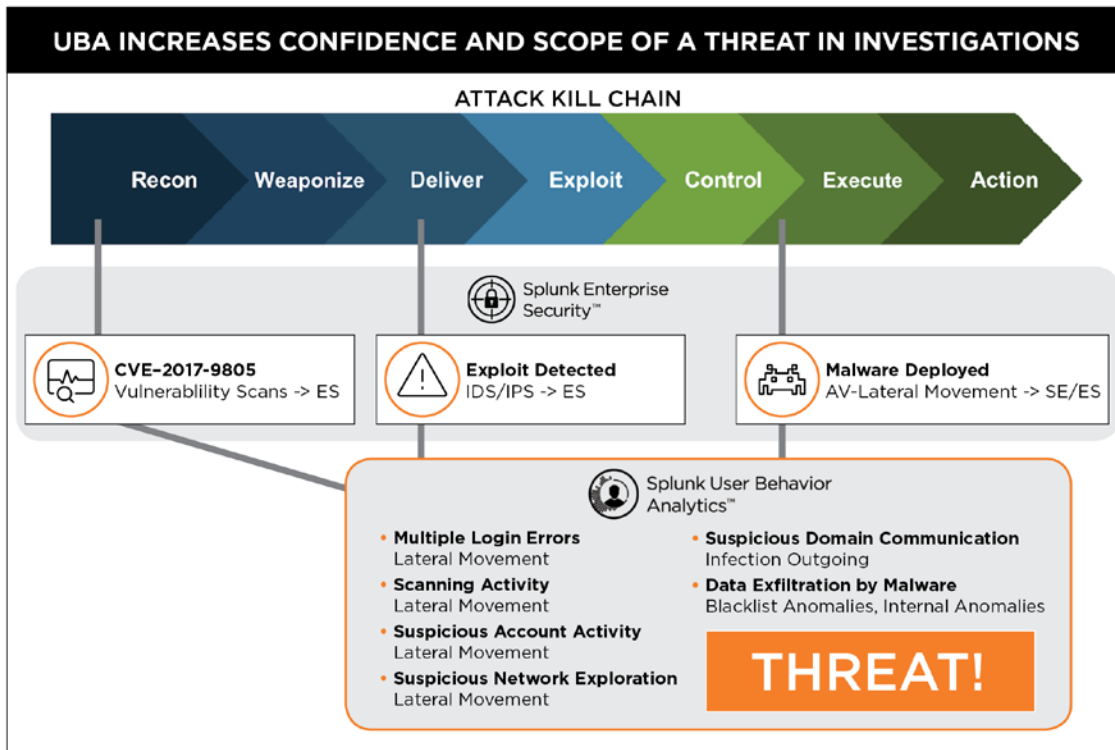 UBA INCREASES CONFIDENCE AND SCOPE OF A THREAT IN INVESTIGATIONS
ATTACK KILL CHAIN
Recon
Weaponize
Deliver
Exploit
Control
Execute
Action
Splunk Enterprise
Security™
CVE–2017-9805
Vulnerablility Scans -> ES
Exploit Detected
IDS/IPS -> ES
Malware Deployed
AV-Lateral Movement -> SE/ES
Splunk User Behavior
Analytics™
• Multiple Login Errors
Lateral Movement
• Scanning Activity
Lateral Movement
• Suspicious Account Activity
Lateral Movement
• Suspicious Network Exploration
Lateral Movement
• Suspicious Domain Communication
Infection Outgoing
• Data Exfiltration by Malware
Blacklist Anomalies, Internal Anomalies
THREAT!